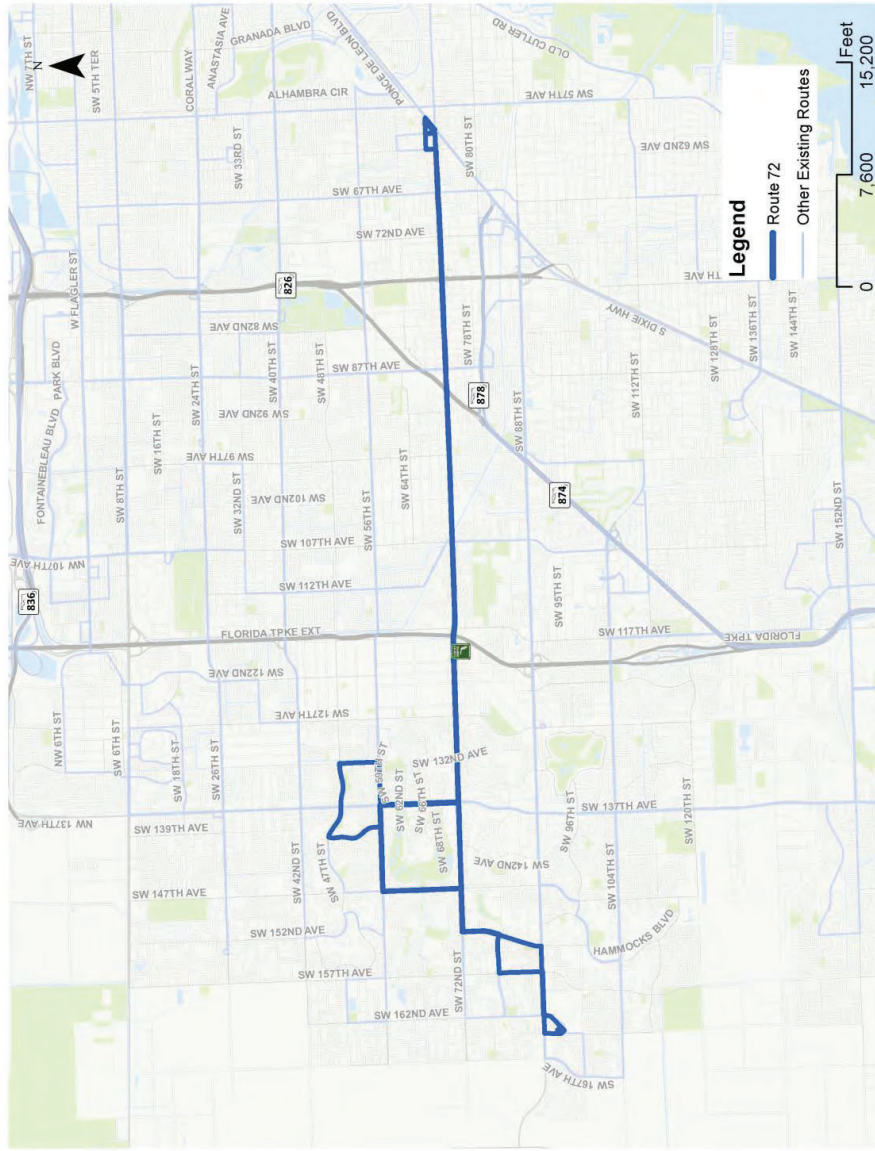 NW 7TH ST
N
SW 5TH TER
CORAL WAY
ANASTASIA AVE
GRANADA BLVD
PONCE DE LEON BLVD
OLD CUTLER RD
ALHAMBRA CIR
SW 57TH AVE
SW 33RD ST
SW 80TH ST
SW 62ND AVE
SW 67TH AVE
SW 72ND AVE
W FLAGLER ST
826
SW 82ND AVE
TH AVE
S DIXIE HWY
SW 136TH ST
SW 144TH ST
SW 128TH ST
FONTAINEBLEAU BLVD
PARK BLVD
SW 24TH ST
SW 40TH ST
SW 48TH ST
SW 87TH AVE
SW 78TH ST
878
SW 112TH ST
SW 92ND AVE
SW 16TH ST
SW 8TH ST
SW 97TH AVE
SW 64TH ST
SW 88TH ST
SW 32ND ST
SW 102ND AVE
SW 56TH ST
874
SW 152ND ST
NW 107TH AVE
SW 107TH AVE
SW 112TH AVE
SW 95TH ST
836
FLORIDA TPKE EXT
SW 117TH AVE
FLORIDA TPKE
SW 122ND AVE
NW 6TH ST
SW 6TH ST
SW 18TH ST
SW 26TH ST
SW 127TH AVE
SW 132ND AVE
SW 62ND ST
SW 66TH ST
SW 68TH ST
NW 137TH AVE
SW 137TH AVE
SW 139TH AVE
SW 96TH ST
SW 120TH ST
SW 42ND ST
SW 47TH ST
SW 142ND AVE
SW 104TH ST
SW 147TH AVE
SW 152ND AVE
HAMMOCKS BLVD
SW 157TH AVE
SW 72ND ST
SW 162ND AVE
SW 167TH AVE
Legend
Route 72
Other Existing Routes
0
7,600
15,200
Feet